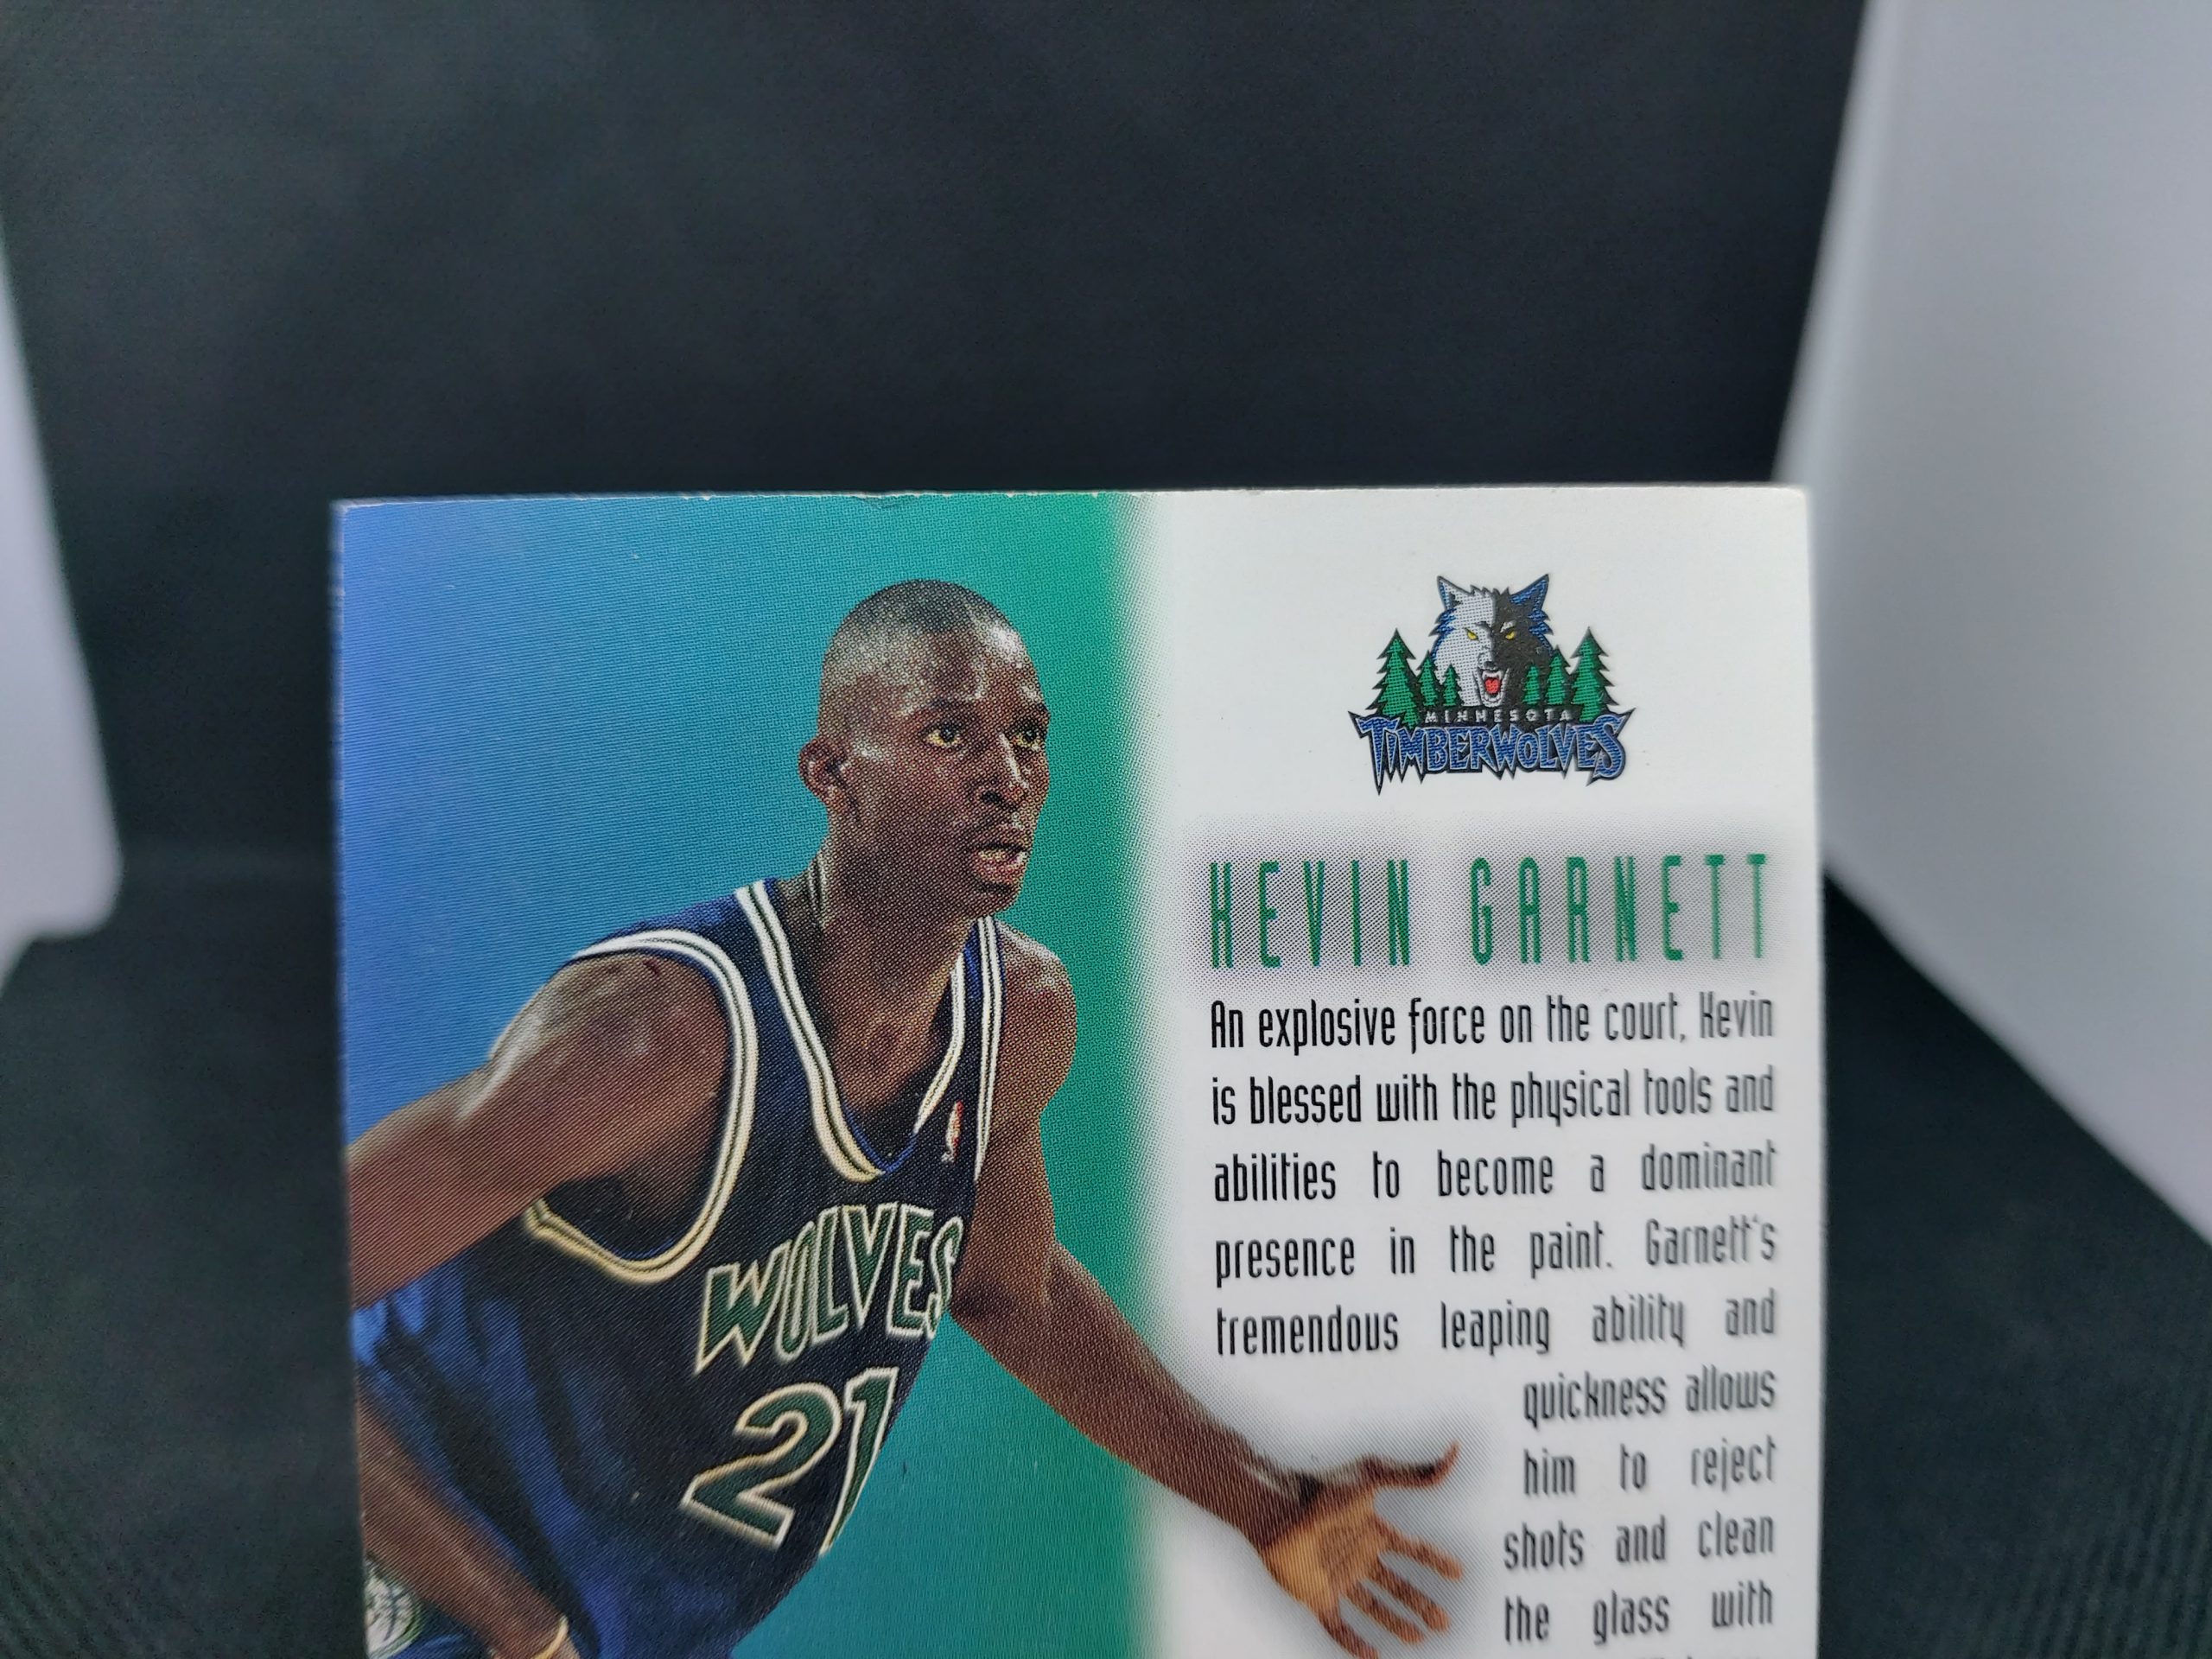 MINNESOTA
TIMBERWOLVES
KEVIN GARNETT
An explosive force on the court, Kevin
is blessed with the physical tools and
abilities to become a dominant
presence in the paint. Garnett's
tremendous leaping ability and
quickness allows
him to reject
shots and clean
the glass with
WOLVES
21